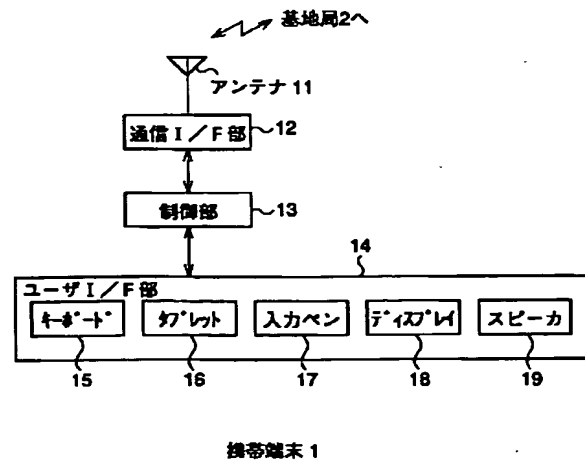 基地局2へ
アンテナ 11
通信Ⅰ/F部 12
制御部 13
14
ユーザⅠ/F部
ｷｰﾎﾞｰﾄﾞ ﾀﾌﾞﾚｯﾄ 入力ペン ﾃﾞｨｽﾌﾟﾚｲ スピーカ
15 16 17 18 19
携帯端末 1